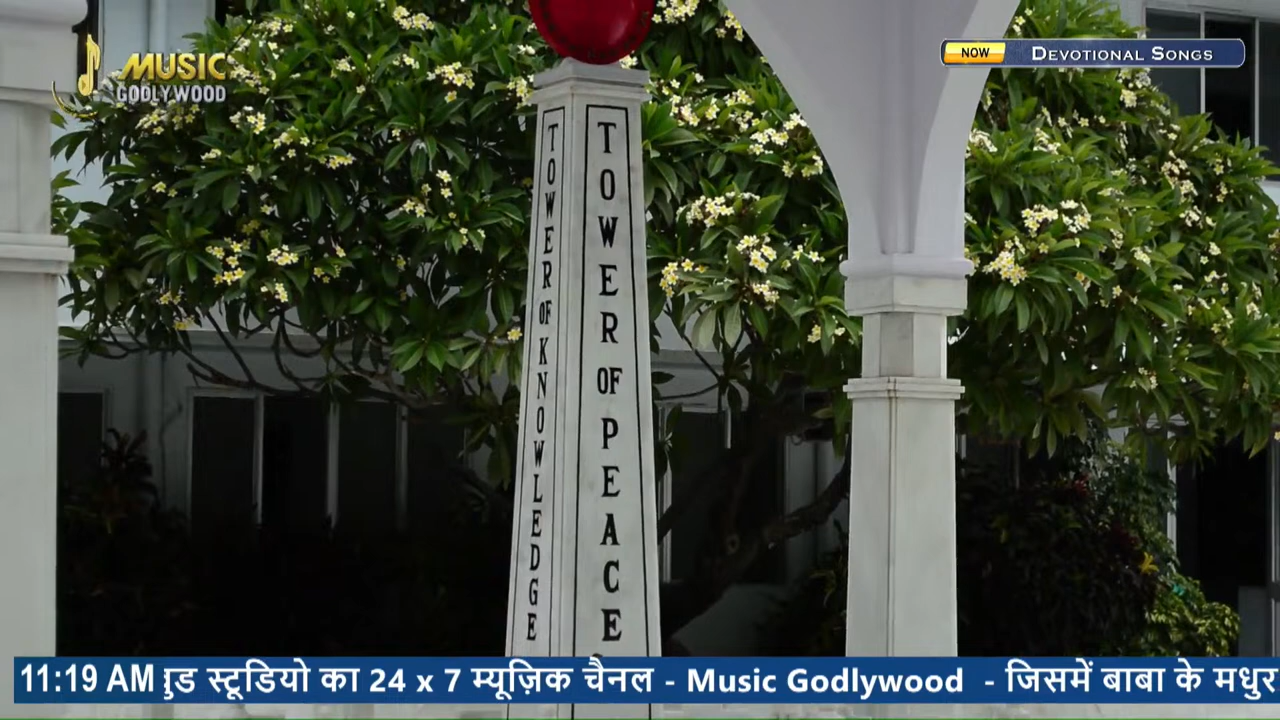 MUSIC
GODLYWOOD
NOW
DEVOTIONAL SONGS
TOWER OF KNOWLEDGE
TOWER OF PEACE
11:19 AM
स्टूडियो का 24 x 7 म्यूज़िक चैनल - Music Godlywood - जिसमें बाबा के मधुर